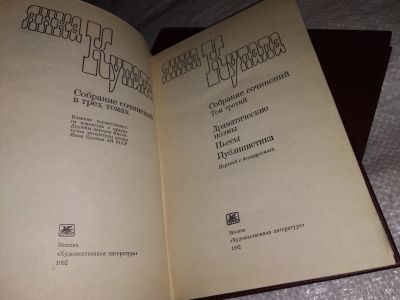 янка Купала
Собрание сочинений
в трех томах
Москва
«Художественная литература»
1982
янка Купала
Собрание сочинений
Том третий
Драматические
поэмы
Пьесы
Публицистика
Перевод с белорусского
Москва
«Художественная литература»
1982